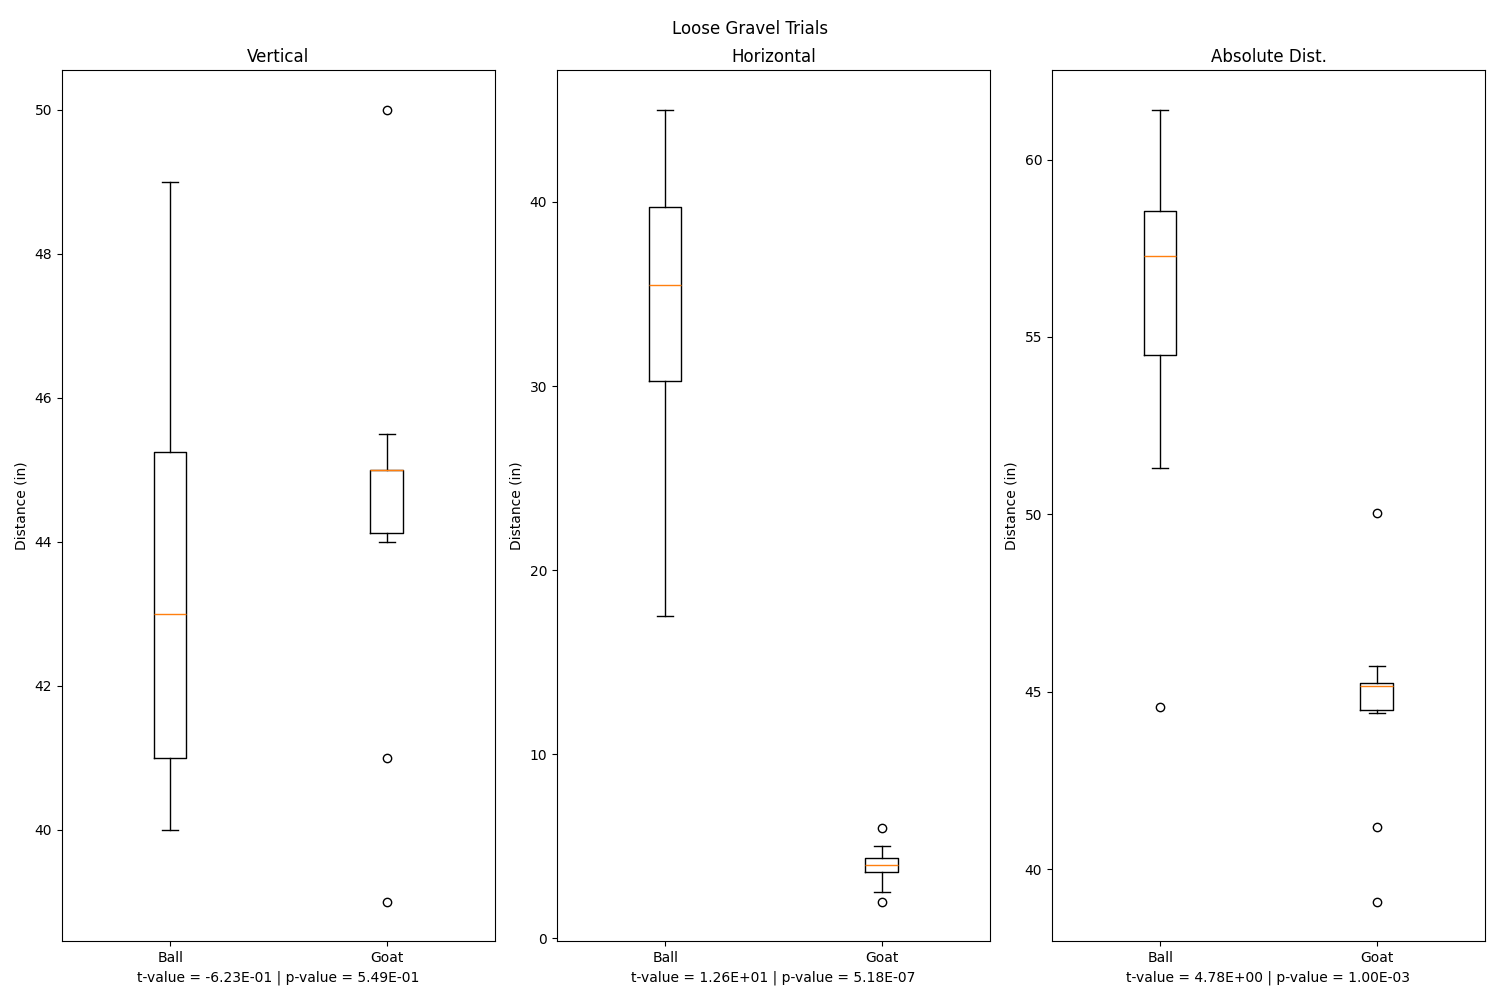 Loose Gravel Trials
Vertical
Horizontal
Absolute Dist.
50
48
46
44
42
40
Distance (in)
Ball
Goat
t-value = -6.23E-01 | p-value = 5.49E-01
40
30
20
10
0
Distance (in)
Ball
Goat
t-value = 1.26E+01 | p-value = 5.18E-07
60
55
50
45
40
Distance (in)
Ball
Goat
t-value = 4.78E+00 | p-value = 1.00E-03